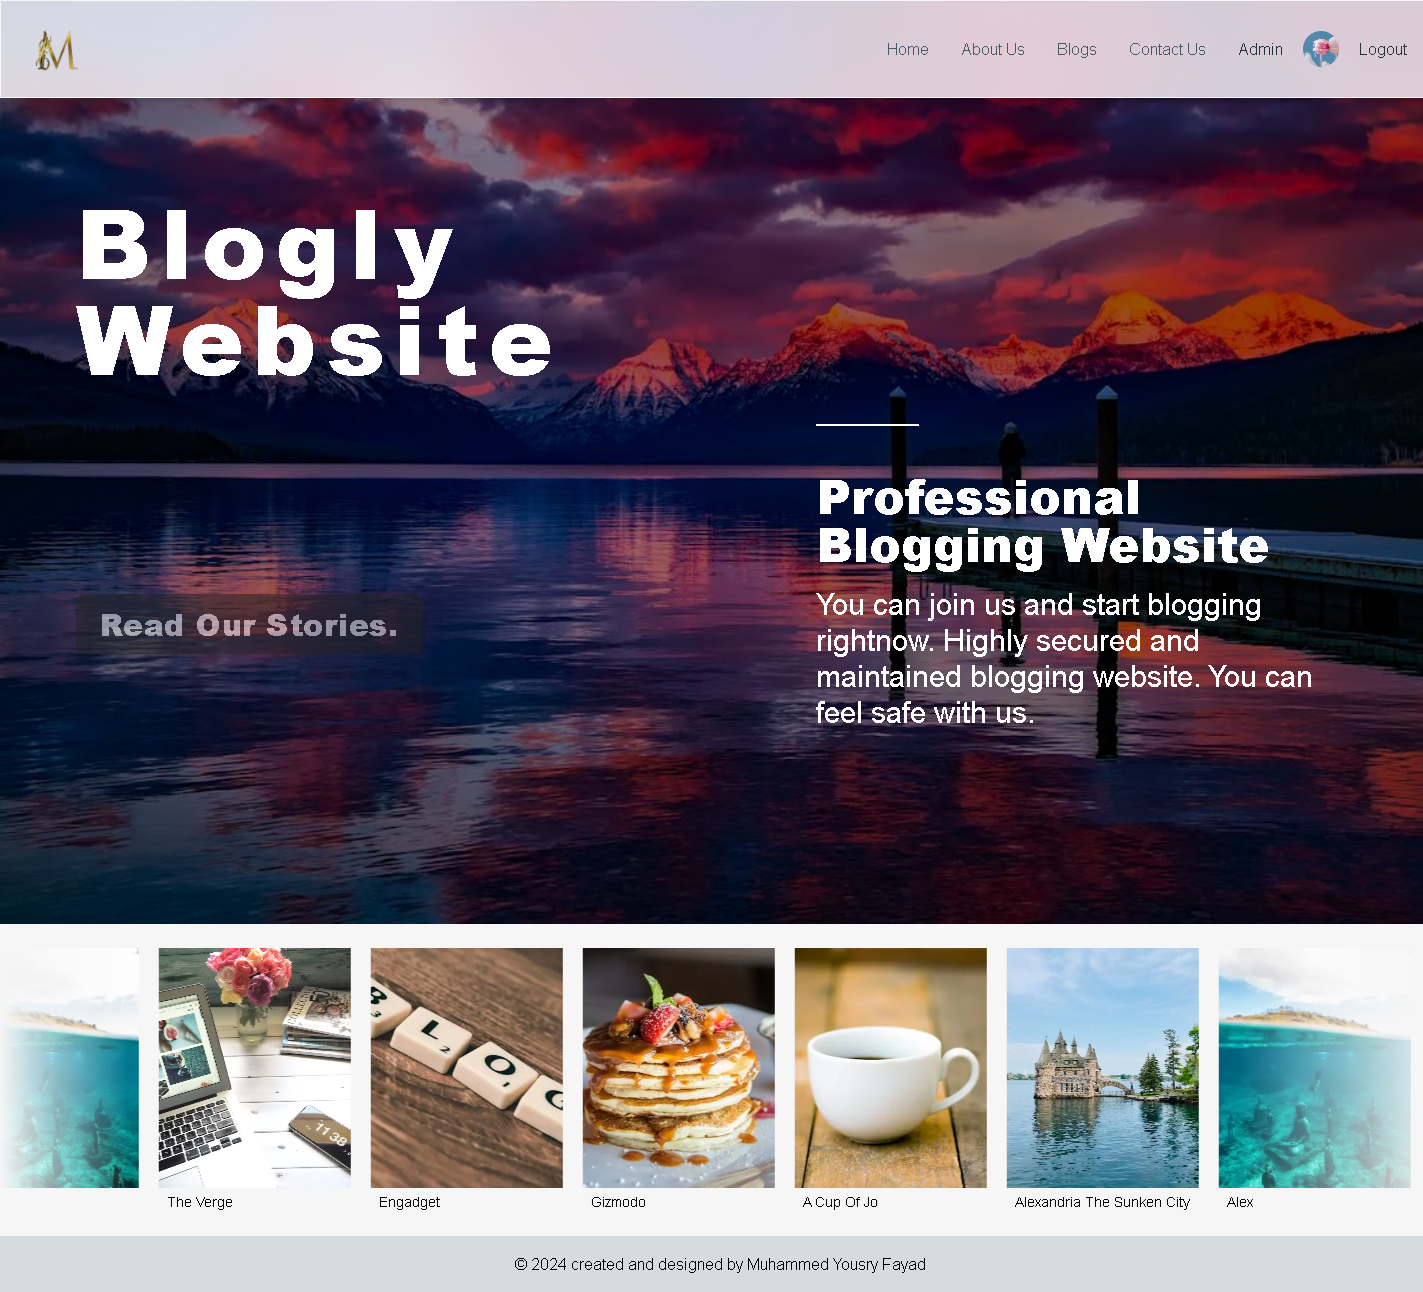 M
Home About Us Blogs Contact Us Admin Logout
Blogly
Website
Professional
Blogging Website
You can join us and start blogging
rightnow. Highly secured and
maintained blogging website. You can
feel safe with us.
Read Our Stories.
B L O G
11 38
The Verge
Engadget
Gizmodo
A Cup Of Jo
Alexandria The Sunken City
Alex
© 2024 created and designed by Muhammed Yousry Fayad